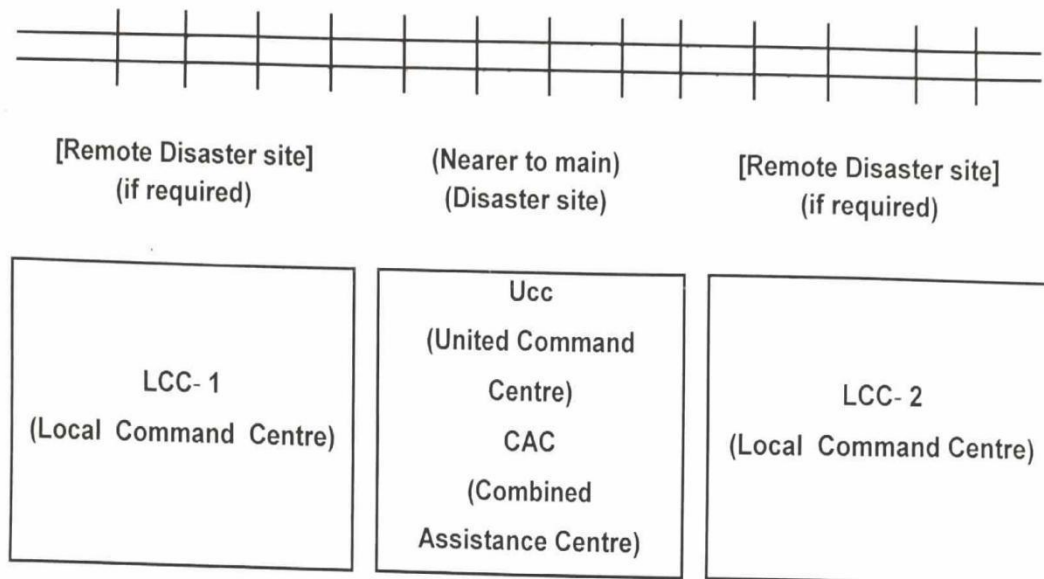 [Remote Disaster site]
(if required)
(Nearer to main)
(Disaster site)
[Remote Disaster site]
(if required)
LCC- 1
(Local Command Centre)
Ucc
(United Command
Centre)
CAC
(Combined
Assistance Centre)
LCC- 2
(Local Command Centre)